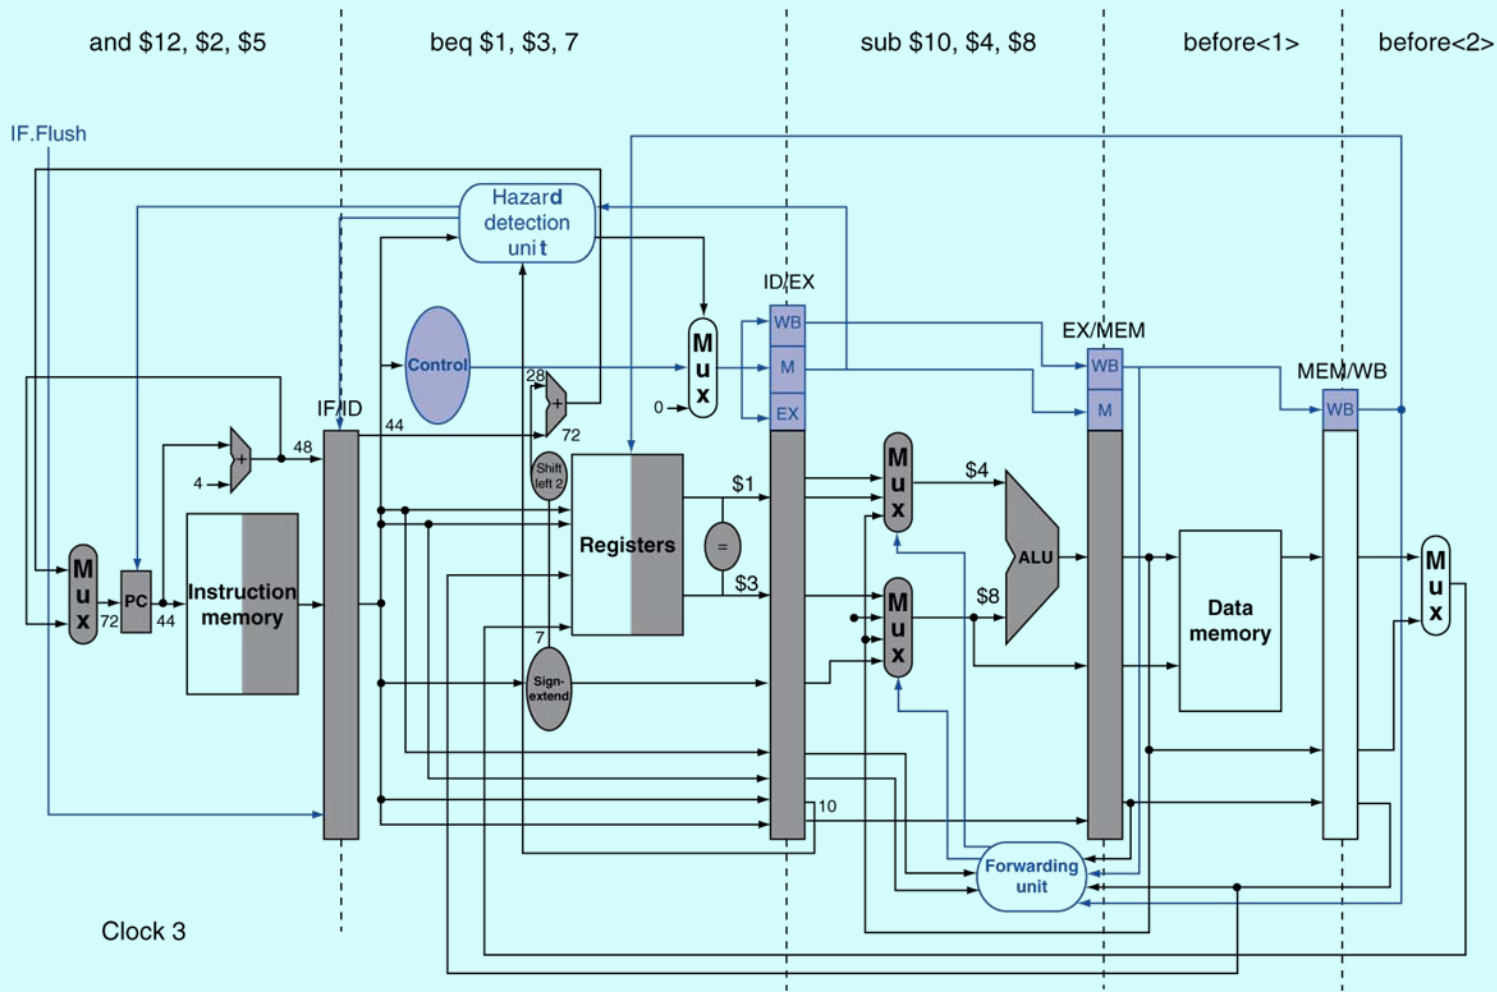 and $12, $2, $5
beq $1, $3, 7
sub $10, $4, $8
before<1>
before<2>
IF.Flush
Hazard
detection
unit
ID/EX
WB
M
EX
EX/MEM
WB
M
MEM/WB
WB
Control
M
u
x
0
28
+
72
IF/ID
44
48
+
4
Shift
left 2
$1
=
$3
Registers
M
u
x
$4
M
u
x
$8
ALU
M
u
x
72
PC
44
Instruction
memory
Data
memory
M
u
x
7
Sign-
extend
10
Forwarding
unit
Clock 3